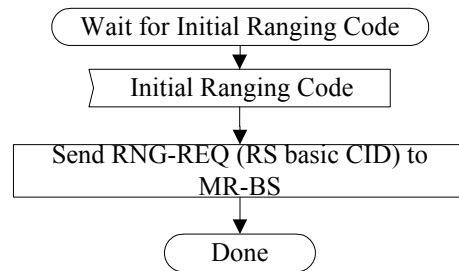 Wait for Initial Ranging Code
Initial Ranging Code
Send RNG-REQ (RS basic CID) to
MR-BS
Done